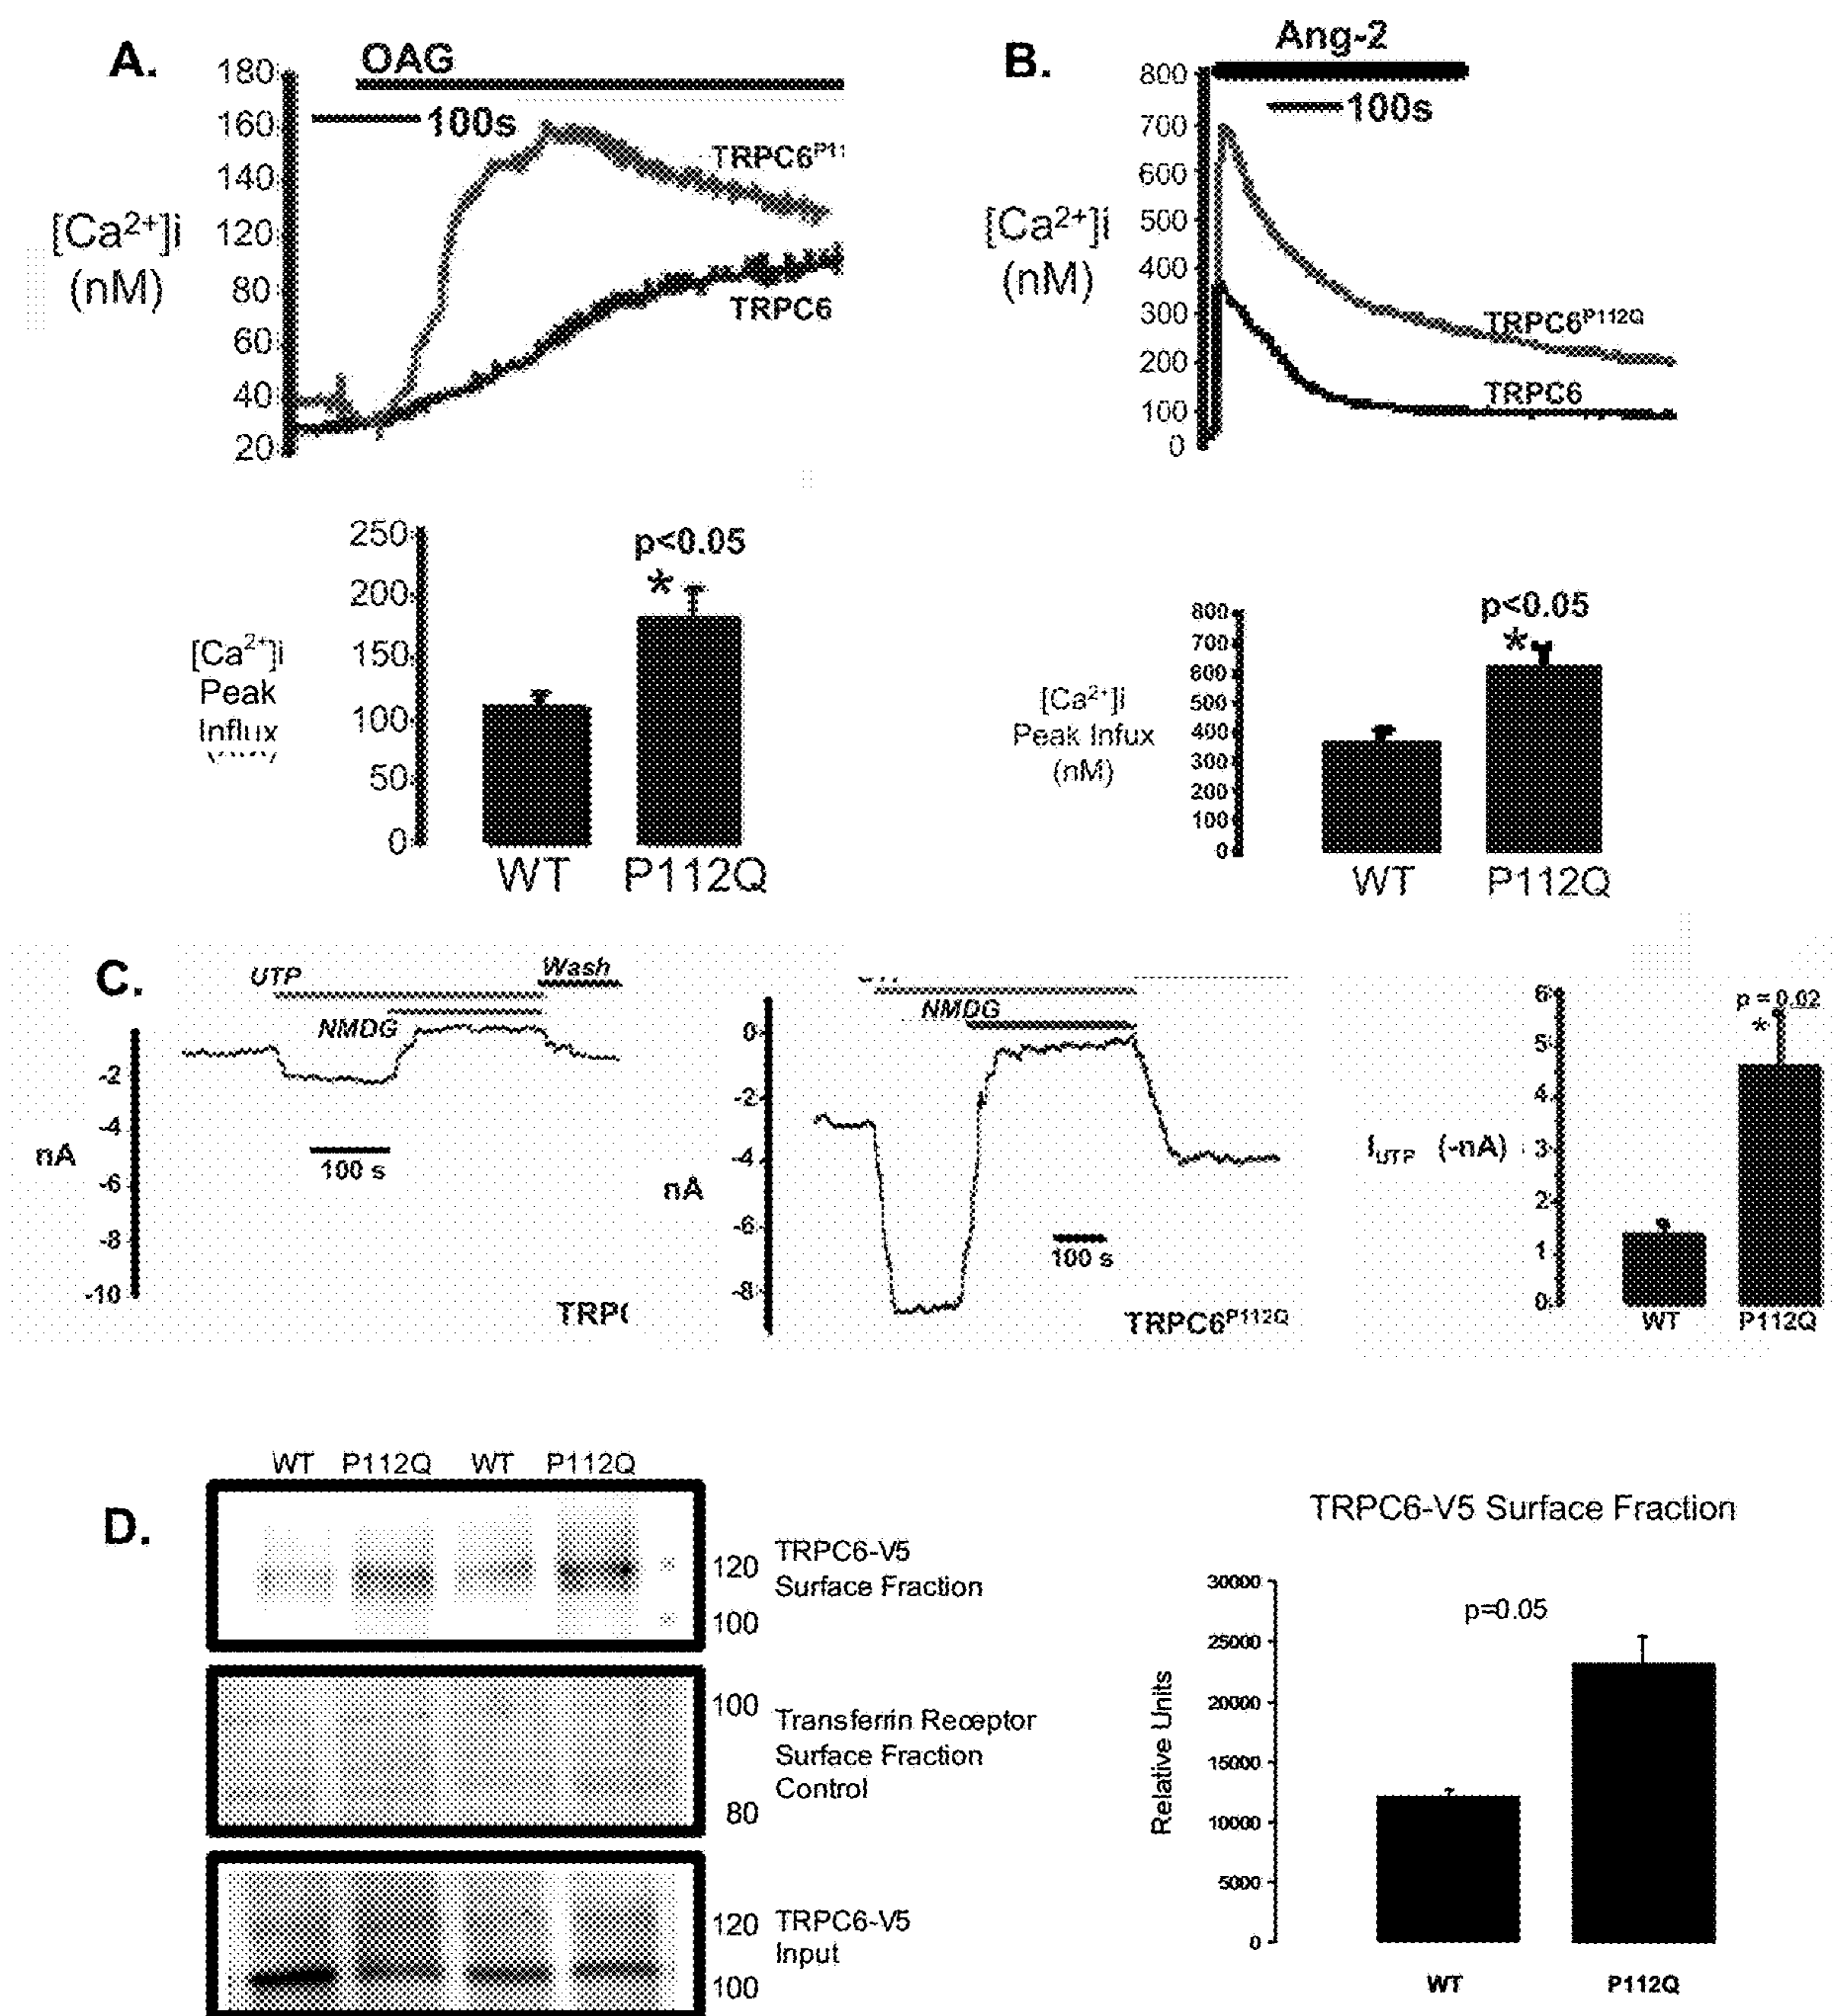 A.
OAG
100s
180
160
140
120
80
60
40
20
[Ca²⁺]i
(nM)
TRPC6ᴾ¹¹
TRPC6
B.
Ang-2
100s
800
700
600
500
400
300
200
100
0
[Ca²⁺]i
(nM)
TRPC6ᴾ¹¹²Q
TRPC6
250
200
150
100
50
0
[Ca²⁺]i
Peak
Influx
p<0.05
*
WT P112Q
800
700
600
500
400
300
200
100
0
[Ca²⁺]i
Peak Infux
(nM)
p<0.05
*
WT P112Q
C.
UTP
Wash
NMDG
-2
-4
-6
-8
-10
nA
100 s
NMDG
0
-2
-4
-6
-8
nA
100 s
TRPC6ᴾ¹¹²Q
6
5
4
3
2
1
0
I_UTP (-nA)
p = 0.02
*
WT P112Q
D.
WT P112Q WT P112Q
120
100
TRPC6-V5
Surface Fraction
100
80
Transferrin Receptor
Surface Fraction
Control
120
100
TRPC6-V5
Input
TRPC6-V5 Surface Fraction
30000
25000
20000
15000
10000
5000
0
Relative Units
p=0.05
WT P112Q